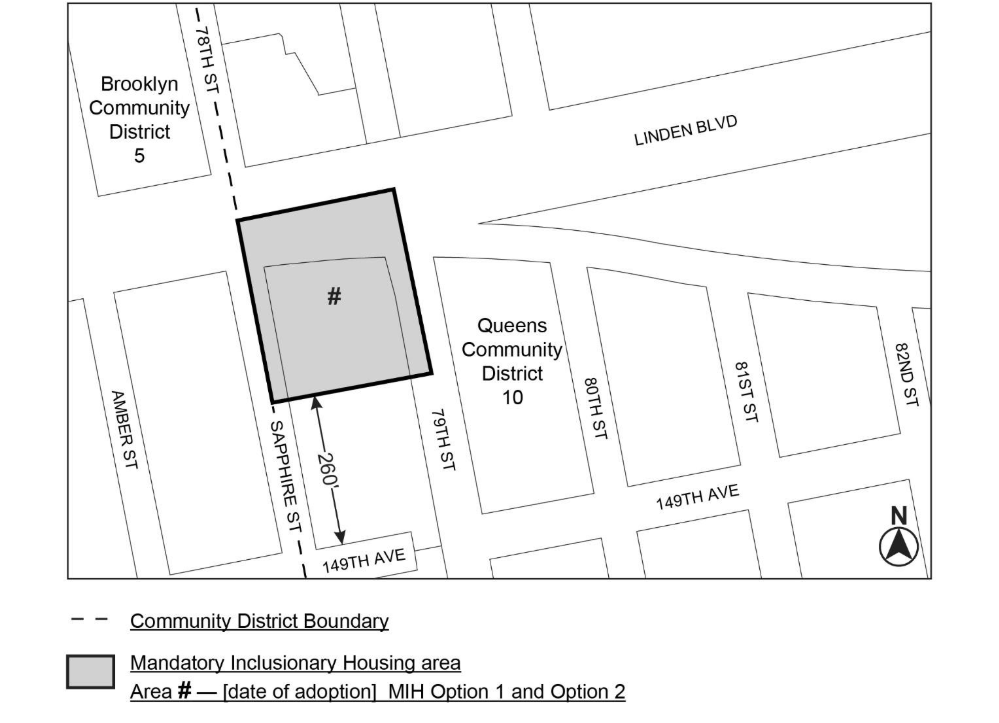 78TH ST
Brooklyn
Community
District
5
LINDEN BLVD
#
Queens
Community
District
10
AMBER ST
SAPPHIRE ST
260'
79TH ST
80TH ST
81ST ST
82ND ST
149TH AVE
149TH AVE
N
Community District Boundary
Mandatory Inclusionary Housing area
Area # — [date of adoption] MIH Option 1 and Option 2